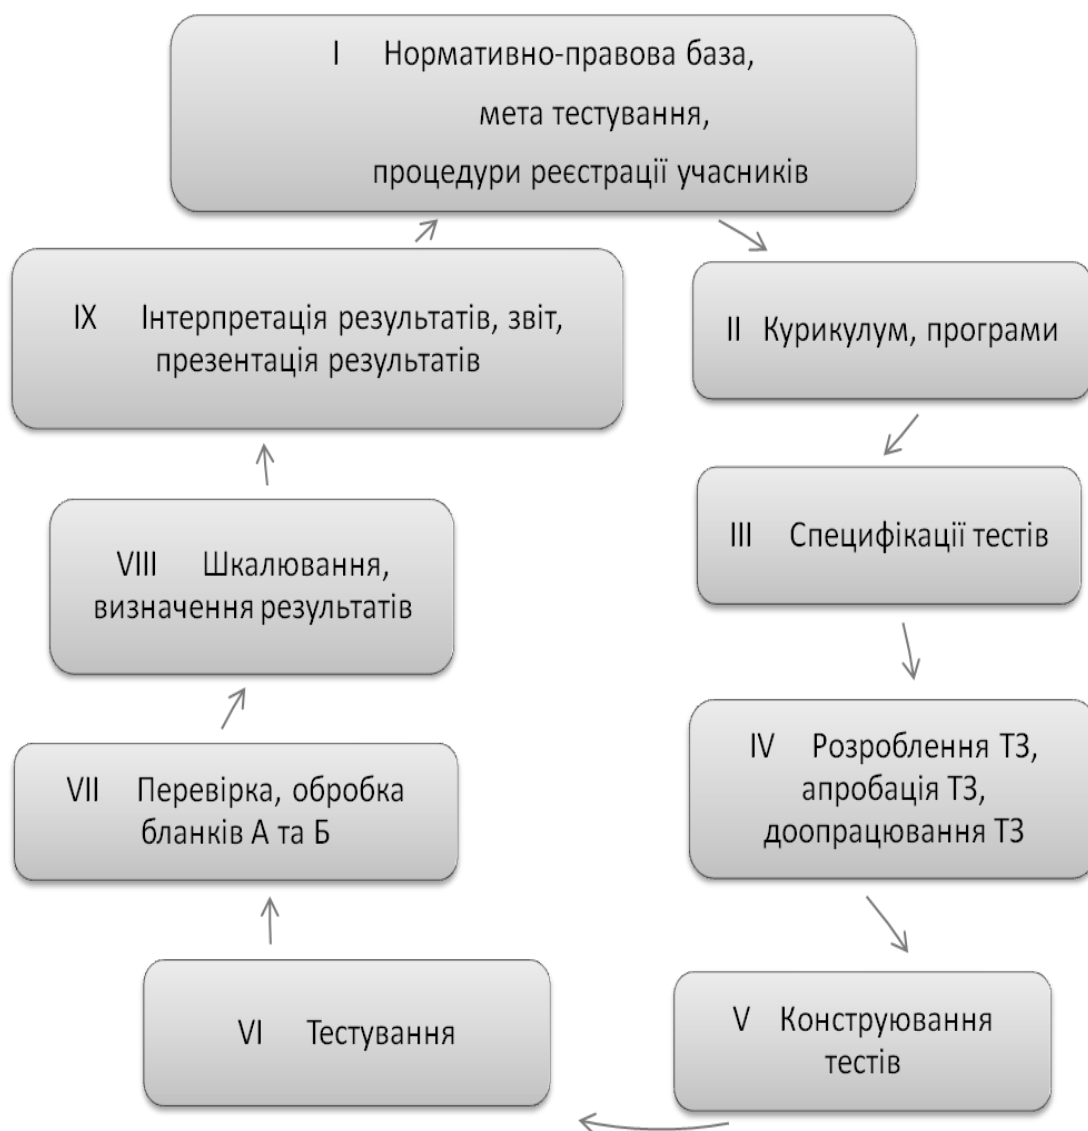 I Нормативно-правова база,
мета тестування,
процедури реєстрації учасників
II Курикулум, програми
III Специфікації тестів
IV Розроблення ТЗ,
апробація ТЗ,
доопрацювання ТЗ
V Конструювання
тестів
VI Тестування
VII Перевірка, обробка
бланків А та Б
VIII Шкалювання,
визначення результатів
IX Інтерпретація результатів, звіт,
презентація результатів